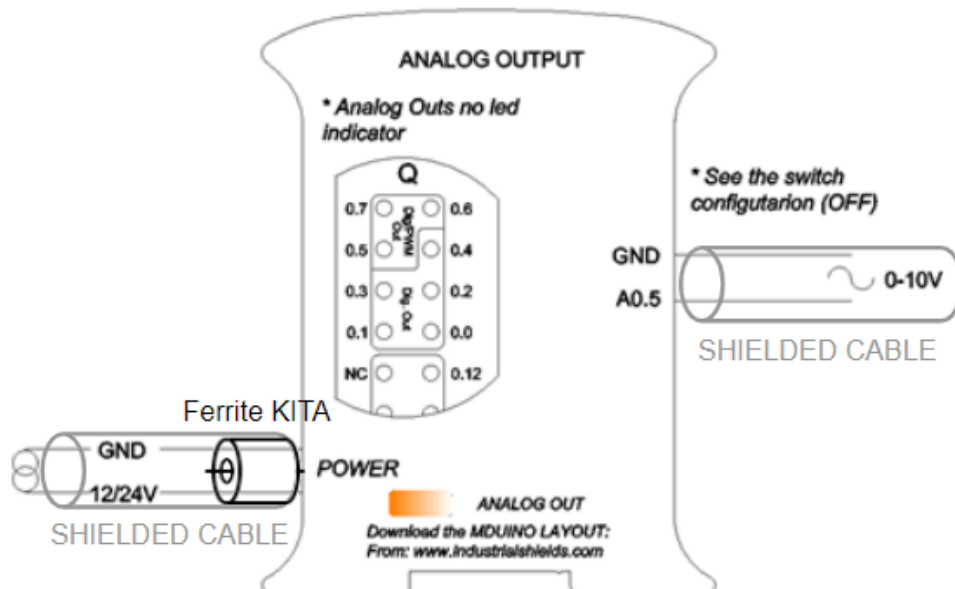 ANALOG OUTPUT
* Analog Outs no led
indicator
Q
0.7
0.6
Dig/PWM
Out
0.5
0.4
0.3
0.2
Dig. Out
0.1
0.0
NC
0.12
* See the switch
configutarion (OFF)
GND
A0.5
0-10V
SHIELDED CABLE
Ferrite KITA
GND
12/24V
POWER
SHIELDED CABLE
ANALOG OUT
Download the MDUINO LAYOUT:
From: www.industrialshields.com